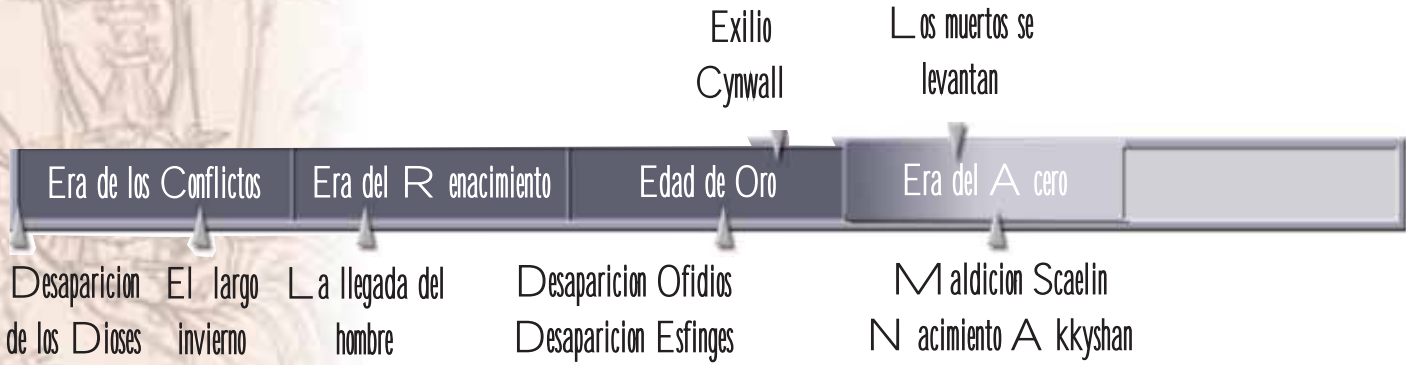 Exilio
Cynwall
Los muertos se
levantan
Era de los Conflictos
Era del Renacimiento
Edad de Oro
Era del Acero
Desaparicion
de los Dioses
El largo
invierno
La llegada del
hombre
Desaparicion Ofidios
Desaparicion Esfinges
Maldicion Scaelin
Nacimiento Akkyshan